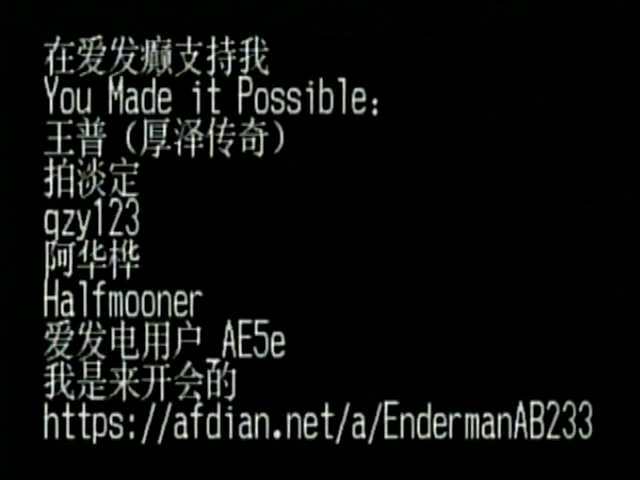 在爱发癫支持我
You Made it Possible:
王普（厚泽传奇）
拍淡定
gzy123
阿华桦
Halfmooner
爱发电用户_AE5e
我是来开会的
https://afdian.net/a/EndermanAB233